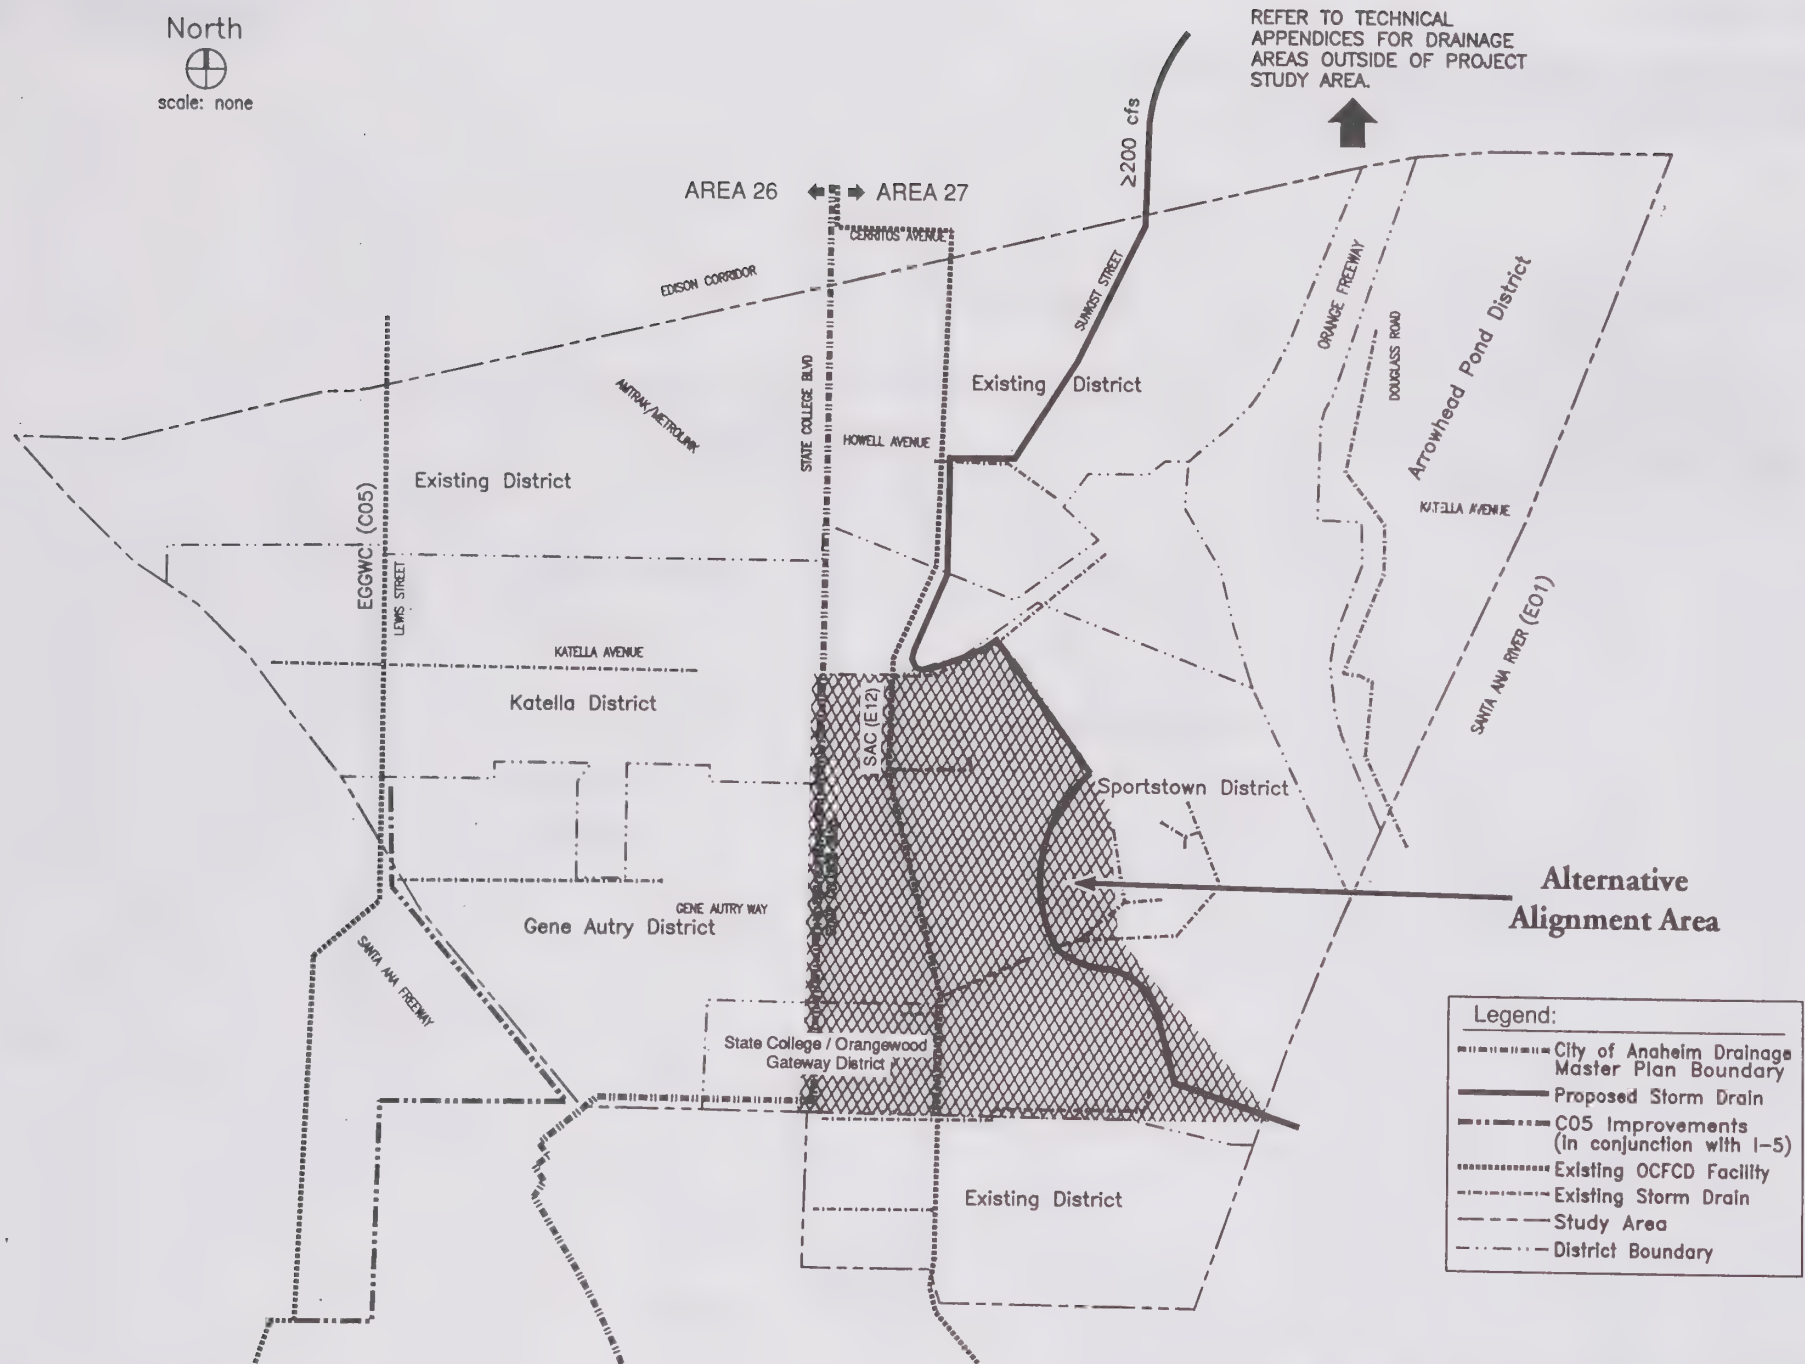 North
scale: none
REFER TO TECHNICAL
APPENDICES FOR DRAINAGE
AREAS OUTSIDE OF PROJECT
STUDY AREA.
≥200 cfs
AREA 26
AREA 27
CERRITOS AVENUE
EDISON CORRIDOR
SUNKIST STREET
ORANGE FREEWAY
Arrowhead Pond District
DOUGLASS ROAD
STATE COLLEGE BLVD
AMTRAK/METROLINK
Existing District
HOWELL AVENUE
Existing District
EGGWC (C05)
LEWIS STREET
KATELLA AVENUE
SANTA ANA RIVER (E01)
KATELLA AVENUE
Katella District
SAC (E12)
Sportstown District
Alternative
Alignment Area
GENE AUTRY WAY
Gene Autry District
SANTA ANA FREEWAY
State College / Orangewood
Gateway District
Existing District
Legend:
City of Anaheim Drainage
Master Plan Boundary
Proposed Storm Drain
C05 Improvements
(in conjunction with I-5)
Existing OCFCD Facility
Existing Storm Drain
Study Area
District Boundary